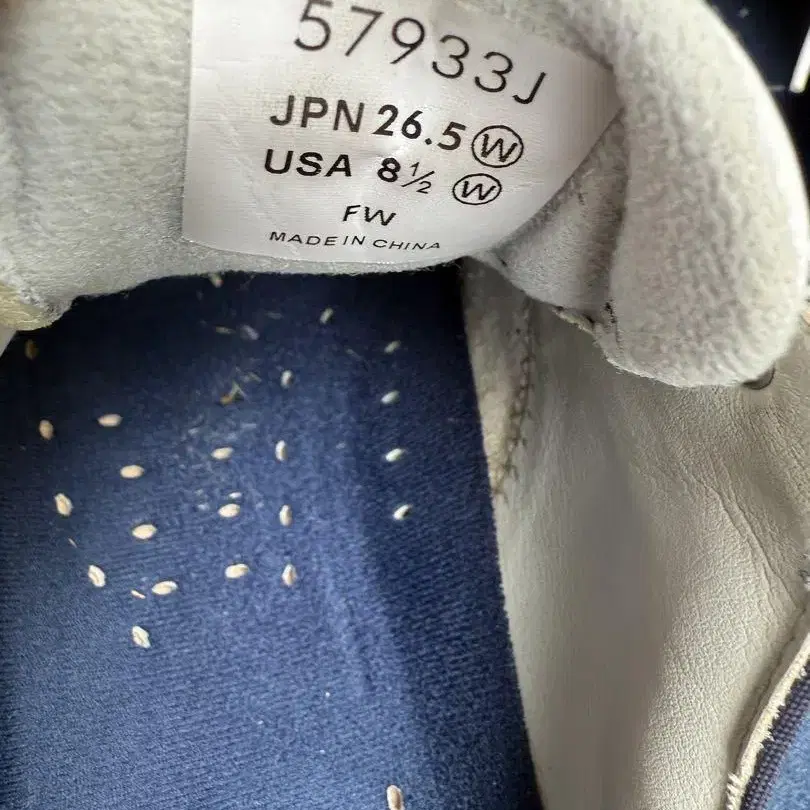 57933J
JPN 26.5 Ⓦ
USA 8½ Ⓦ
FW
MADE IN CHINA